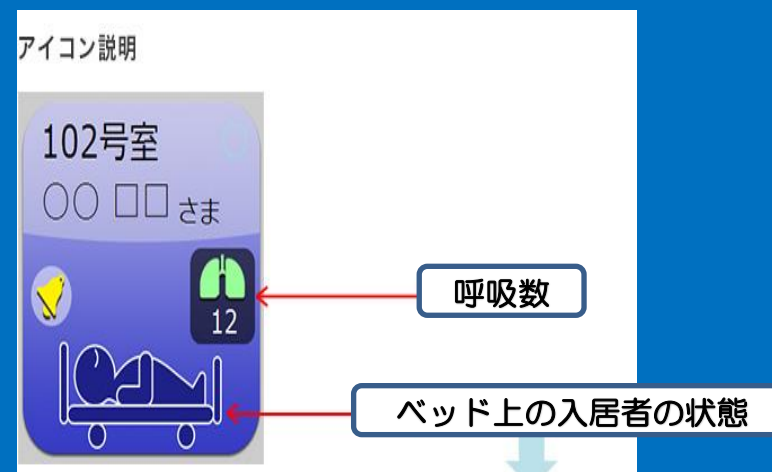 アイコン説明
102号室
○○ □□ さま
12
呼吸数
ベッド上の入居者の状態